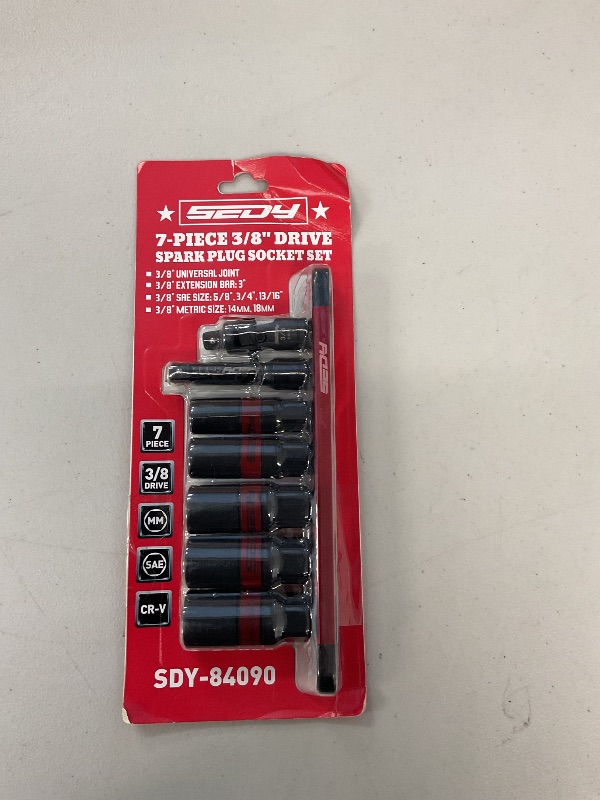 SEDY
7-PIECE 3/8" DRIVE
SPARK PLUG SOCKET SET
3/8" UNIVERSAL JOINT
3/8" EXTENSION BAR: 3"
3/8" SAE SIZE: 5/8", 3/4", 13/16"
3/8" METRIC SIZE: 14MM, 18MM
SEDY
7
PIECE
3/8
DRIVE
MM
SAE
CR-V
SDY-84090